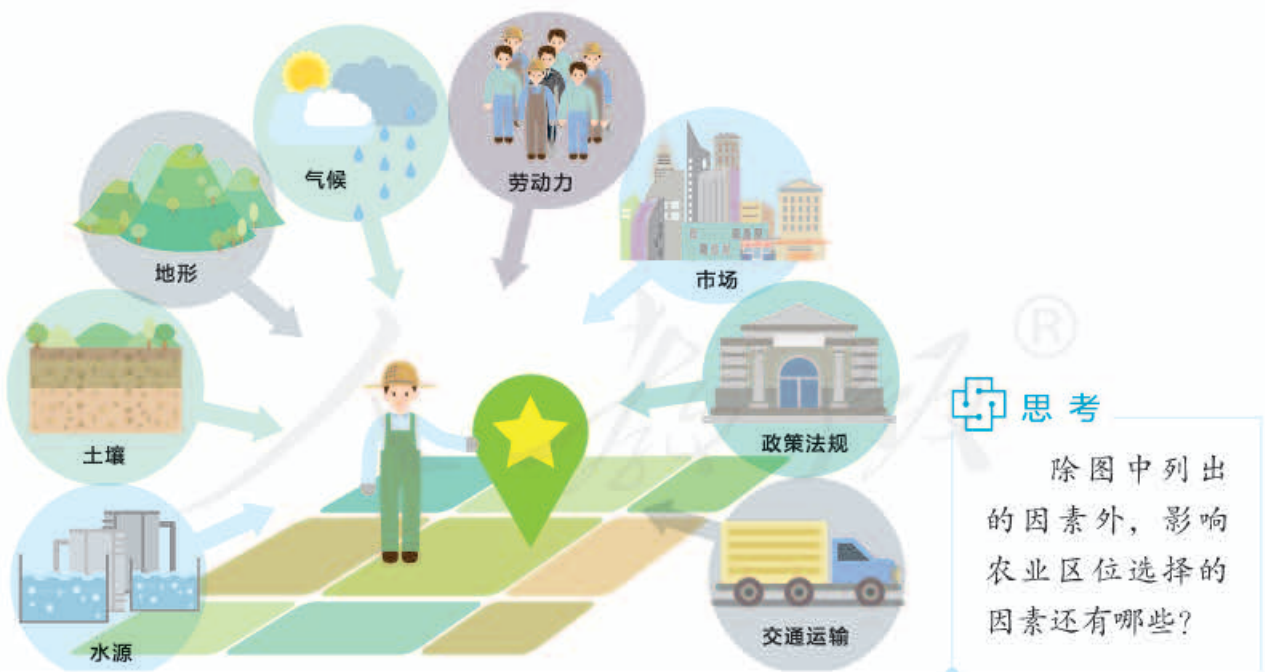 气候
劳动力
地形
市场
土壤
政策法规
水源
交通运输
®
思考
除图中列出
的因素外，影响
农业区位选择的
因素还有哪些？